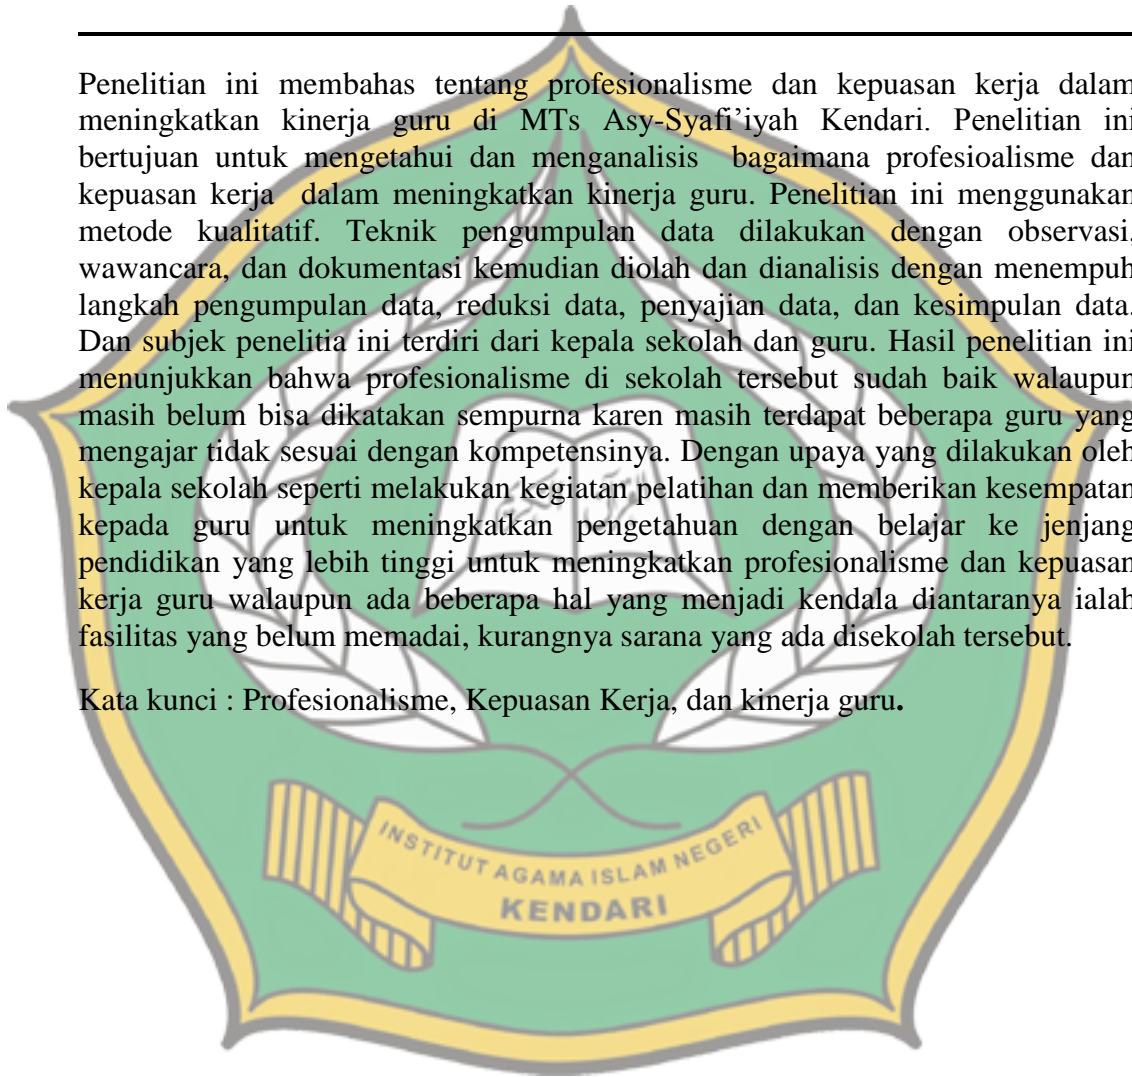 Penelitian ini membahas tentang profesionalisme dan kepuasan kerja dalam
meningkatkan kinerja guru di MTs Asy-Syafi’iyah Kendari. Penelitian ini
bertujuan untuk mengetahui dan menganalisis bagaimana profesioalisme dan
kepuasan kerja dalam meningkatkan kinerja guru. Penelitian ini menggunakan
metode kualitatif. Teknik pengumpulan data dilakukan dengan observasi,
wawancara, dan dokumentasi kemudian diolah dan dianalisis dengan menempuh
langkah pengumpulan data, reduksi data, penyajian data, dan kesimpulan data.
Dan subjek penelitia ini terdiri dari kepala sekolah dan guru. Hasil penelitian ini
menunjukkan bahwa profesionalisme di sekolah tersebut sudah baik walaupun
masih belum bisa dikatakan sempurna karen masih terdapat beberapa guru yang
mengajar tidak sesuai dengan kompetensinya. Dengan upaya yang dilakukan oleh
kepala sekolah seperti melakukan kegiatan pelatihan dan memberikan kesempatan
kepada guru untuk meningkatkan pengetahuan dengan belajar ke jenjang
pendidikan yang lebih tinggi untuk meningkatkan profesionalisme dan kepuasan
kerja guru walaupun ada beberapa hal yang menjadi kendala diantaranya ialah
fasilitas yang belum memadai, kurangnya sarana yang ada disekolah tersebut.
Kata kunci : Profesionalisme, Kepuasan Kerja, dan kinerja guru.
INSTITUT AGAMA ISLAM NEGERI
KENDARI